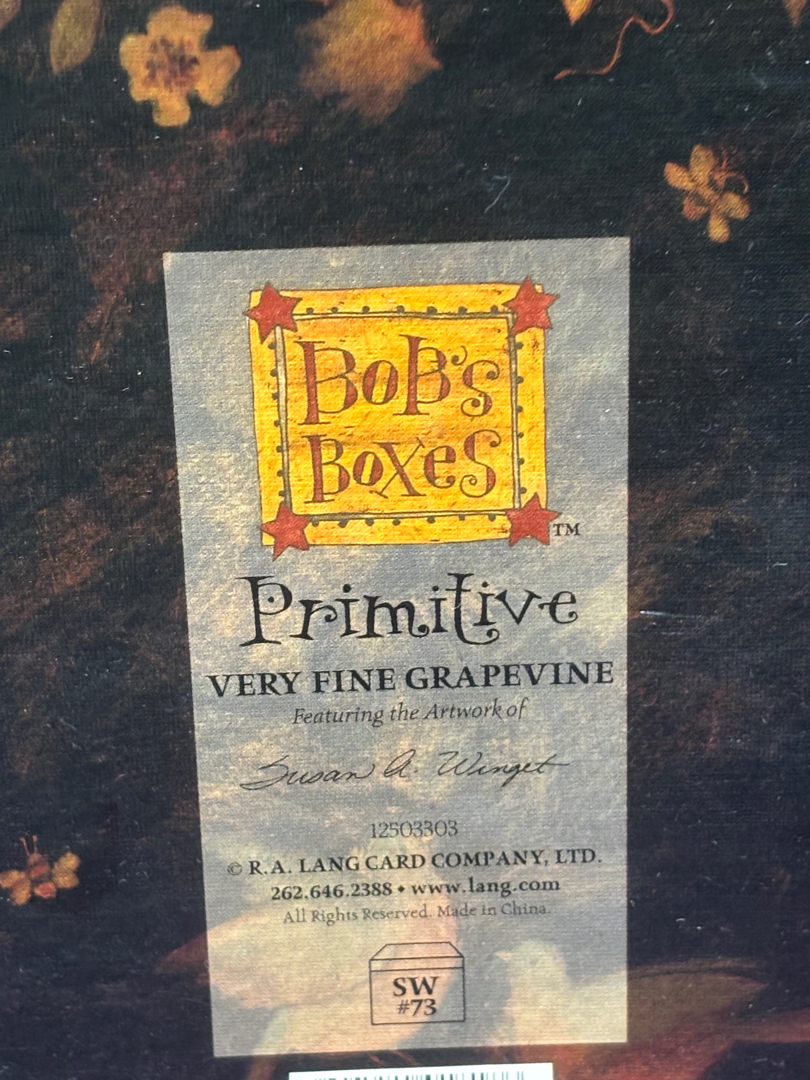 BOB'S
BOXES
TM
Primitive
VERY FINE GRAPEVINE
Featuring the Artwork of
Susan A. Winget
12503303
© R.A. LANG CARD COMPANY, LTD.
262.646.2388 • www.lang.com
All Rights Reserved. Made in China.
SW
#73